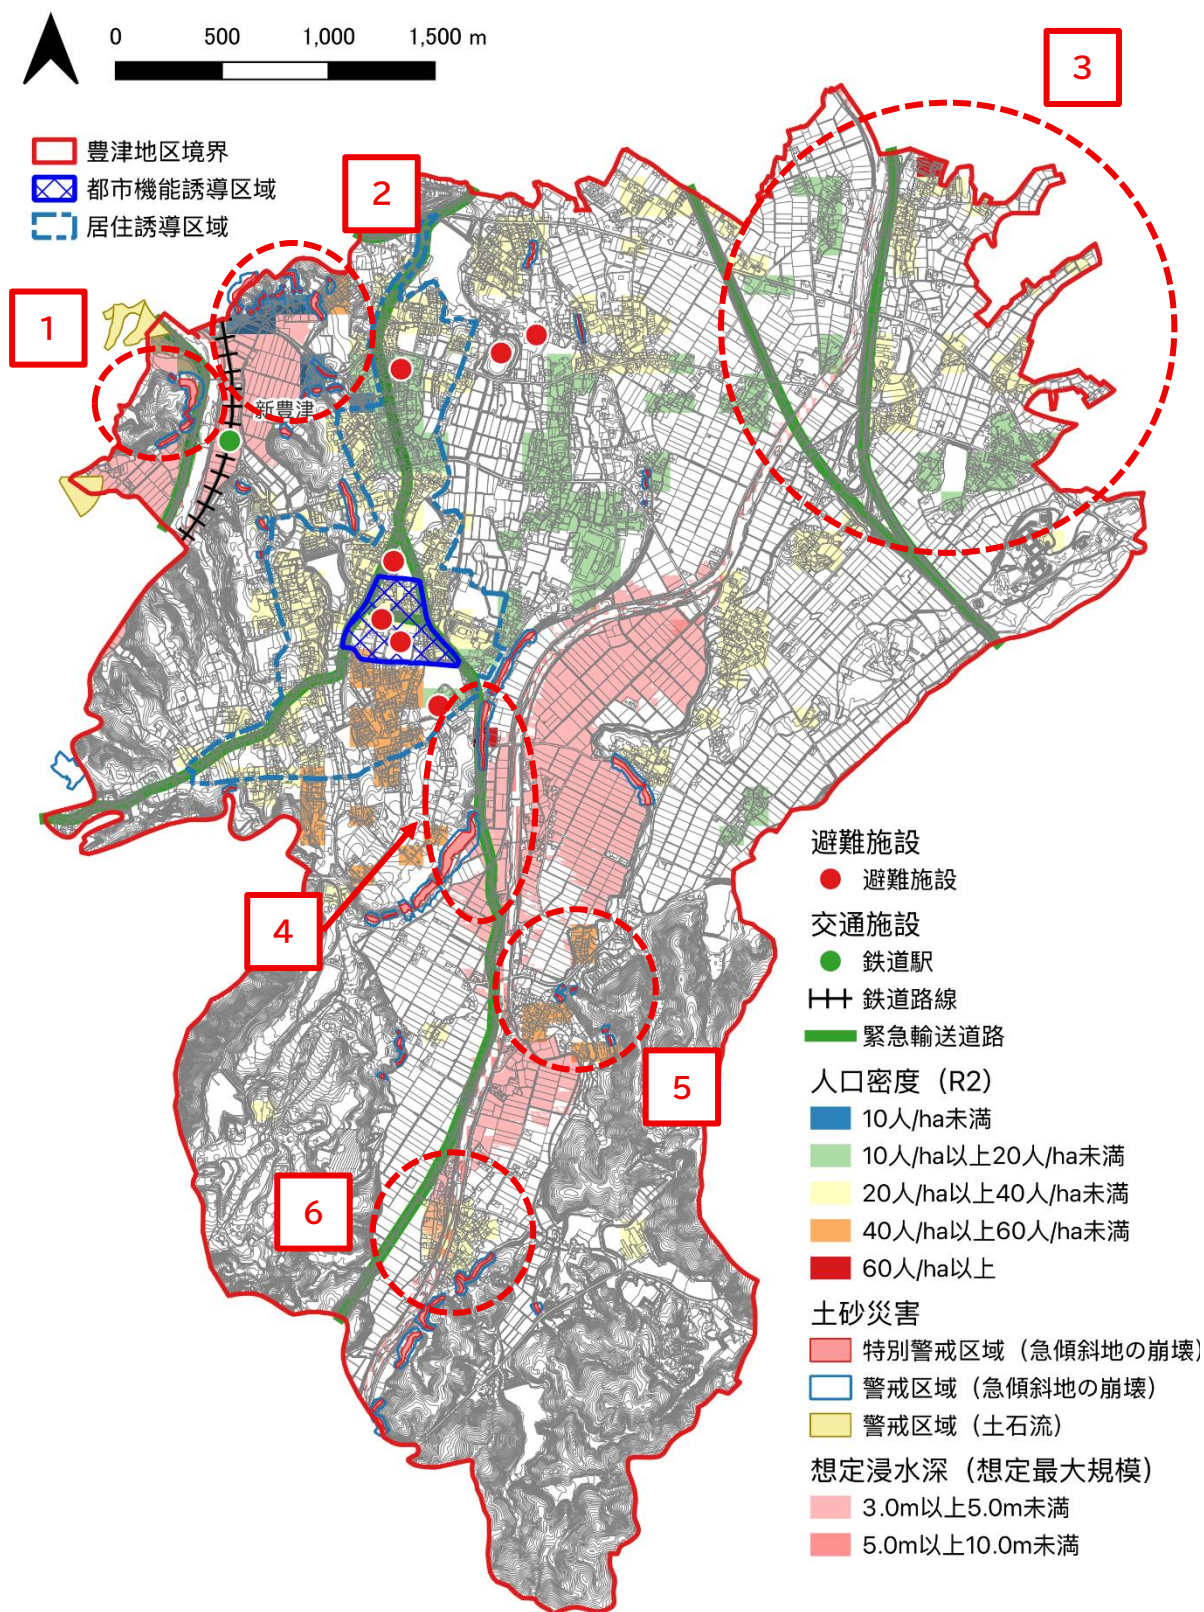 0 500 1,000 1,500 m
豊津地区境界
都市機能誘導区域
居住誘導区域
3
2
1
新豊津
4
5
6
避難施設
避難施設
交通施設
鉄道駅
鉄道路線
緊急輸送道路
人口密度（R2）
10人/ha未満
10人/ha以上20人/ha未満
20人/ha以上40人/ha未満
40人/ha以上60人/ha未満
60人/ha以上
土砂災害
特別警戒区域（急傾斜地の崩壊）
警戒区域（急傾斜地の崩壊）
警戒区域（土石流）
想定浸水深（想定最大規模）
3.0m以上5.0m未満
5.0m以上10.0m未満